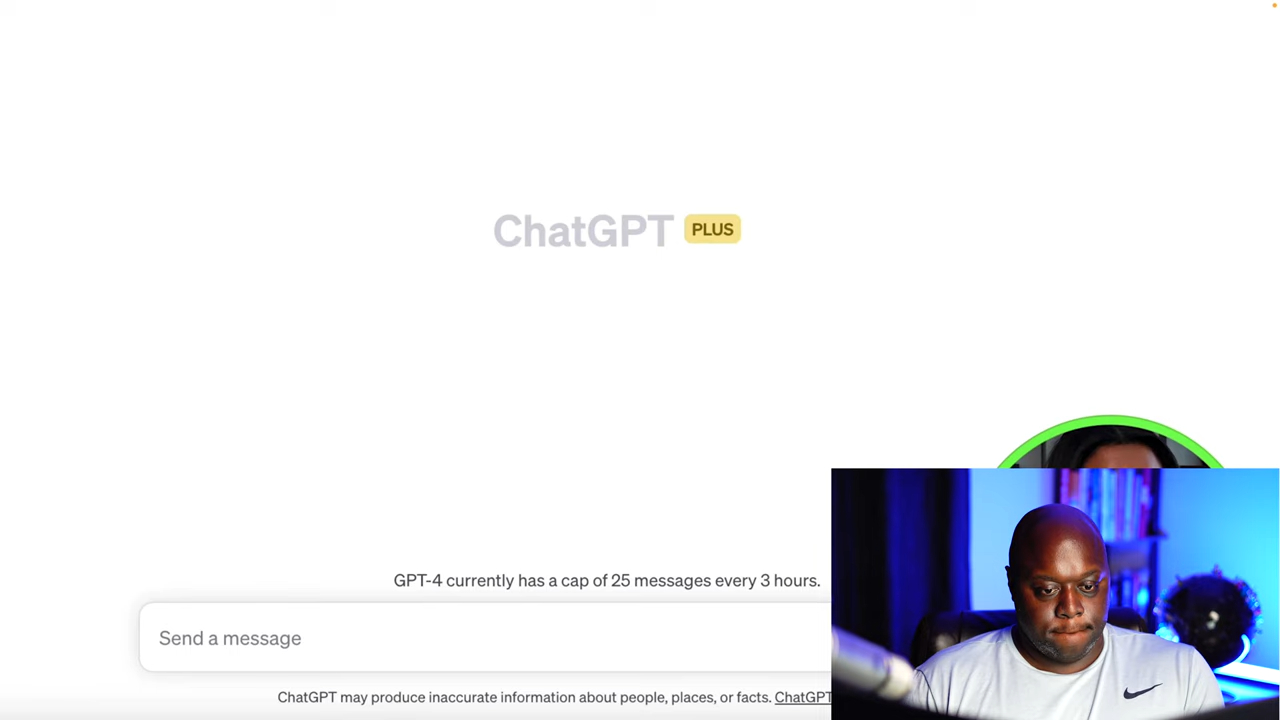 ChatGPT PLUS
GPT-4 currently has a cap of 25 messages every 3 hours.
Send a message
ChatGPT may produce inaccurate information about people, places, or facts. ChatGPT